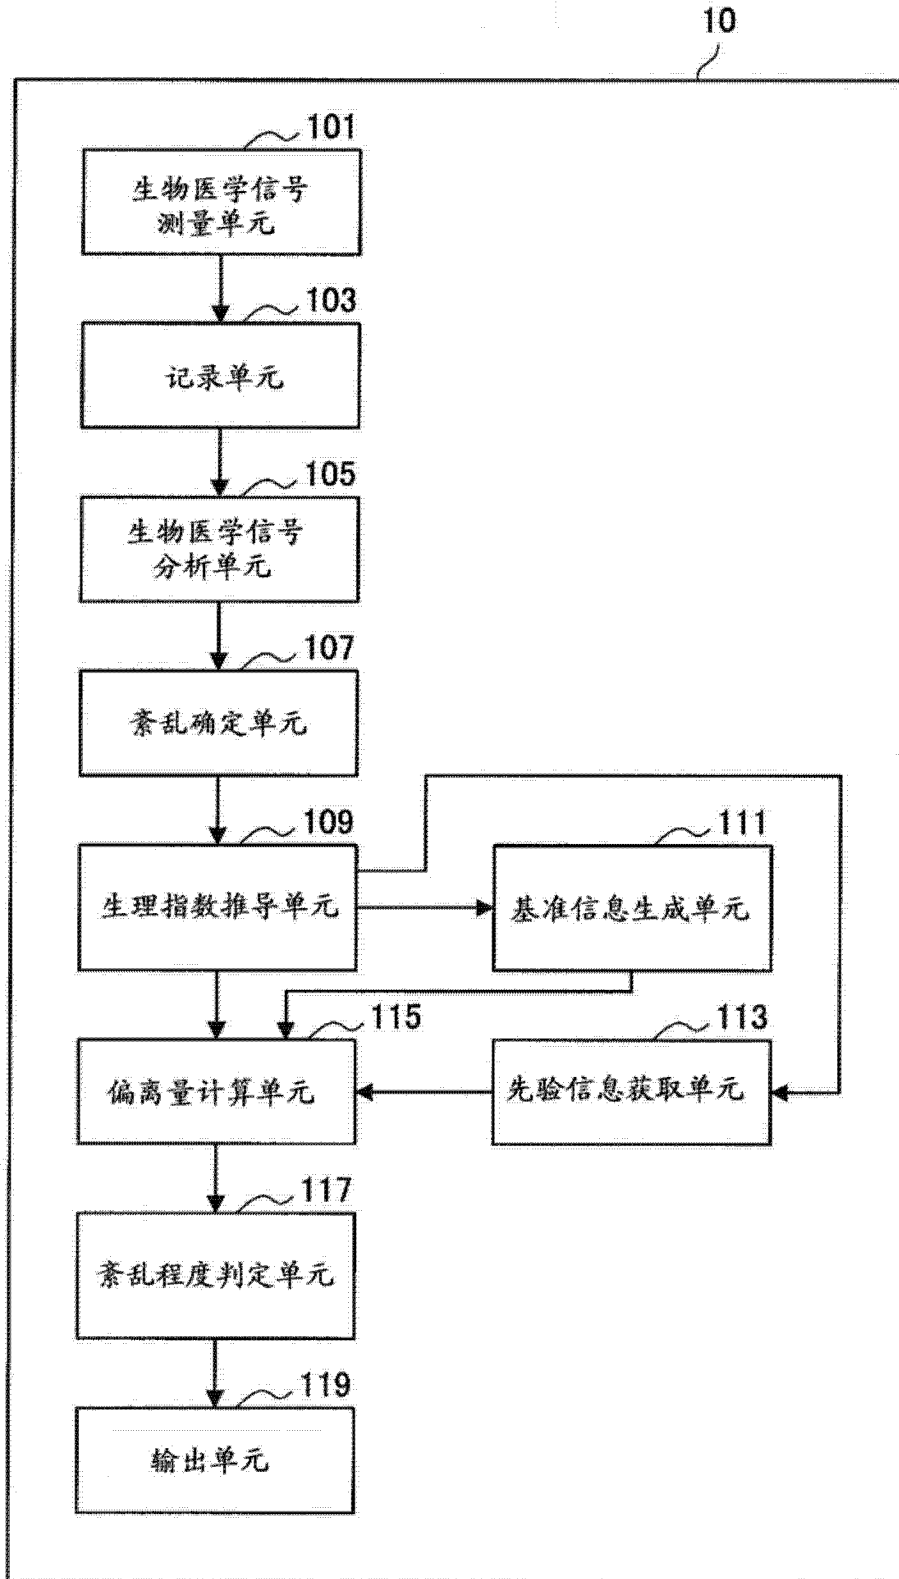 10
101
生物医学信号
测量单元
103
记录单元
105
生物医学信号
分析单元
107
紊乱确定单元
109
生理指数推导单元
111
基准信息生成单元
115
偏离量计算单元
113
先验信息获取单元
117
紊乱程度判定单元
119
输出单元